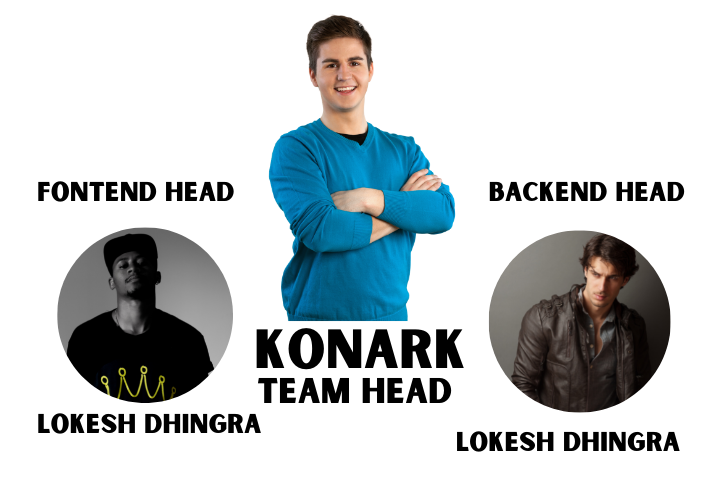 FONTEND HEAD
BACKEND HEAD
KONARK
TEAM HEAD
LOKESH DHINGRA
LOKESH DHINGRA